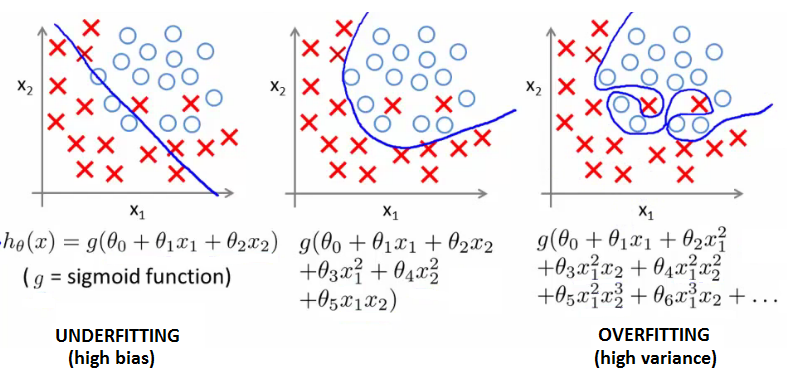 x₂
x₁
hθ(x) = g(θ₀ + θ₁x₁ + θ₂x₂)
( g = sigmoid function)
UNDERFITTING
(high bias)
x₂
x₁
g(θ₀ + θ₁x₁ + θ₂x₂
+θ₃x₁² + θ₄x₂²
+θ₅x₁x₂)
x₂
x₁
g(θ₀ + θ₁x₁ + θ₂x₁²
+θ₃x₁²x₂ + θ₄x₁²x₂²
+θ₅x₁²x₂³ + θ₆x₁³x₂ + …
OVERFITTING
(high variance)